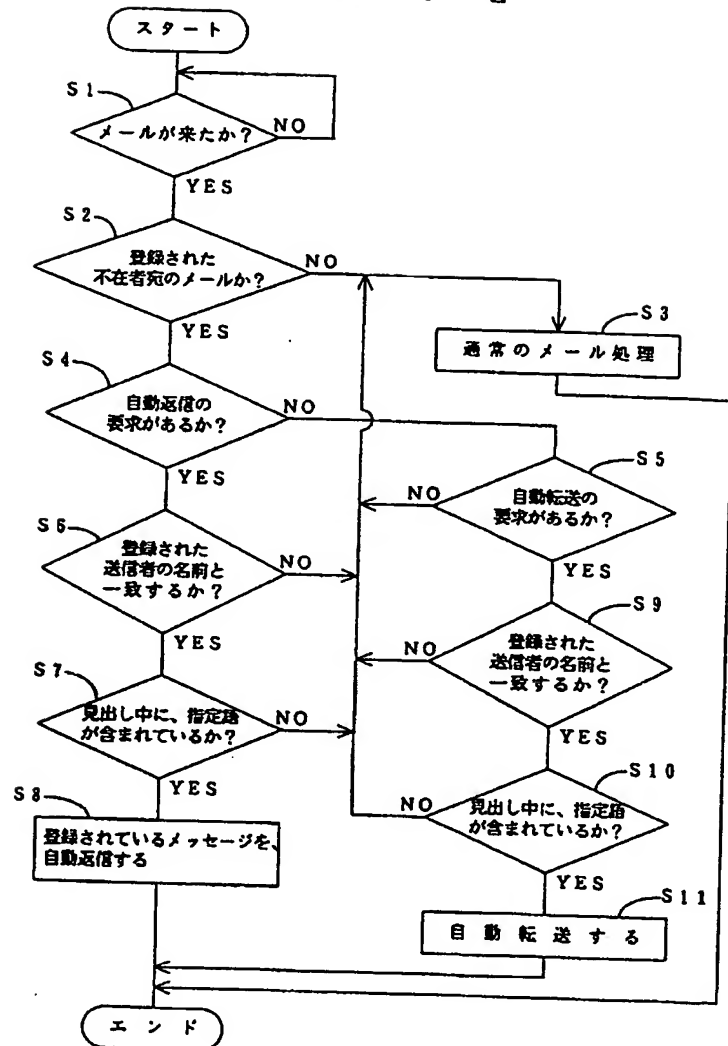 スタート
S1
メールが来たか?
NO
YES
S2
登録された
不在者宛のメールか?
NO
YES
S3
通常のメール処理
S4
自動返信の
要求があるか?
NO
YES
S5
自動転送の
要求があるか?
NO
YES
S6
登録された
送信者の名前と
一致するか?
NO
YES
S9
登録された
送信者の名前と
一致するか?
NO
YES
S7
見出し中に、指定語
が含まれているか?
NO
YES
S10
見出し中に、指定語
が含まれているか?
NO
YES
S8
登録されているメッセージを、
自動返信する
S11
自動転送する
エンド